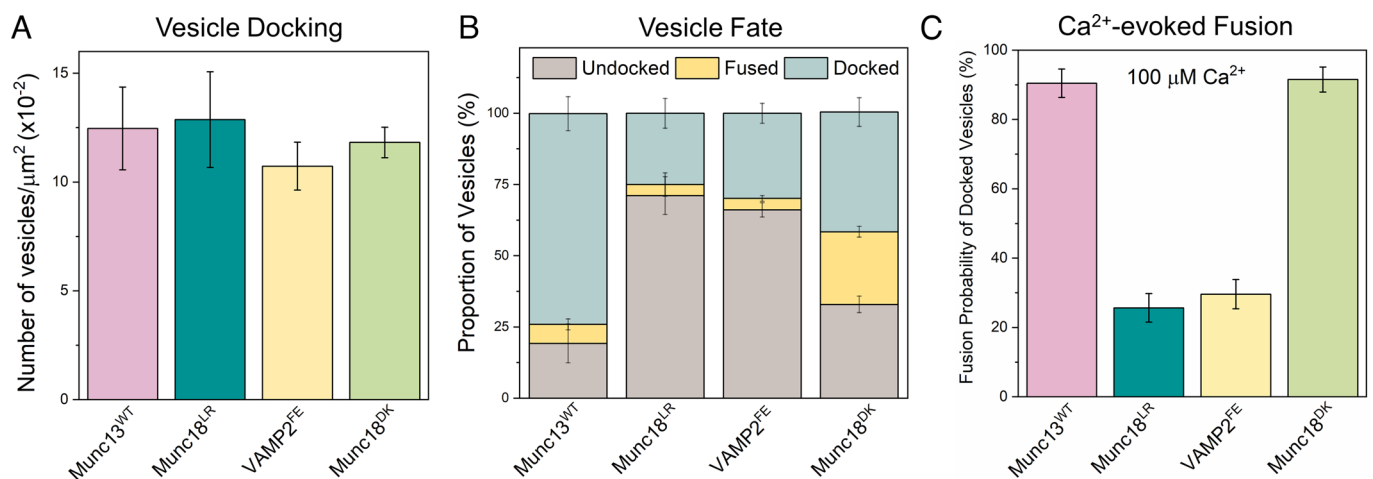 A
Vesicle Docking
Number of vesicles/μm² (x10⁻²)
15
10
5
0
Munc13ᵂᵀ
Munc18ᴸᴿ
VAMP2ᶠᴱ
Munc18ᴰᴷ
B
Vesicle Fate
Undocked Fused Docked
Proportion of Vesicles (%)
100
75
50
25
0
Munc13ᵂᵀ
Munc18ᴸᴿ
VAMP2ᶠᴱ
Munc18ᴰᴷ
C
Ca²⁺-evoked Fusion
100 μM Ca²⁺
Fusion Probability of Docked Vesicles (%)
100
80
60
40
20
0
Munc13ᵂᵀ
Munc18ᴸᴿ
VAMP2ᶠᴱ
Munc18ᴰᴷ